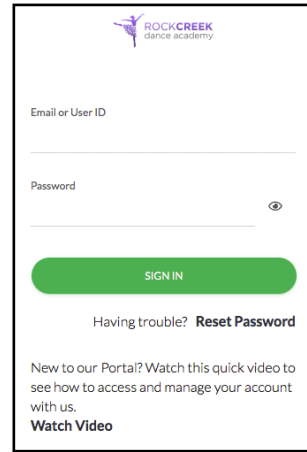 ROCKCREEK
dance academy
Email or User ID
Password
SIGN IN
Having trouble? Reset Password
New to our Portal? Watch this quick video to
see how to access and manage your account
with us.
Watch Video